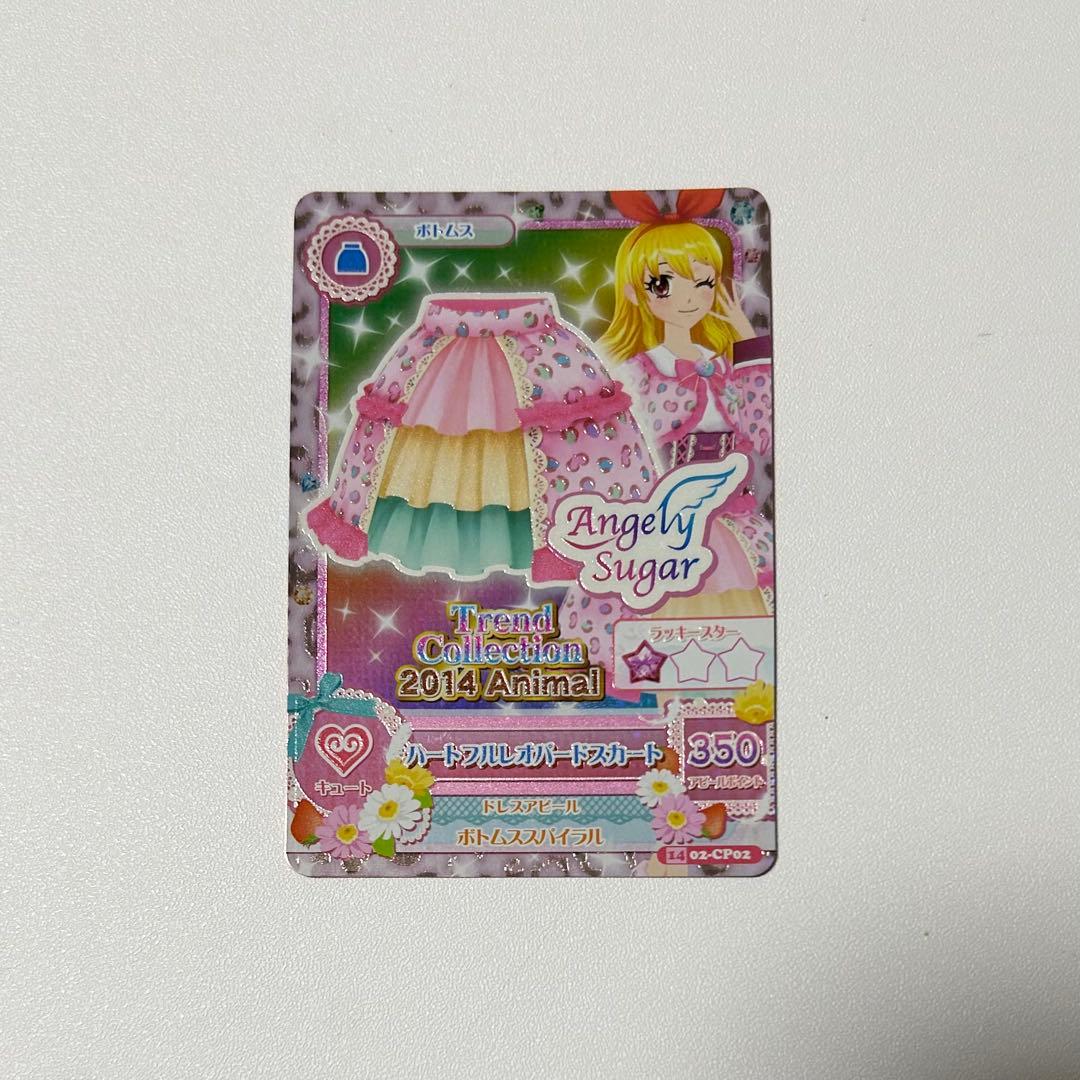 ボトムス
Angely
Sugar
Trend
Collection
2014 Animal
ラッキースター
ハートフルレオパードスカート
350
アピールポイント
キュート
ドレスアピール
ボトムススパイラル
14 02-CP02